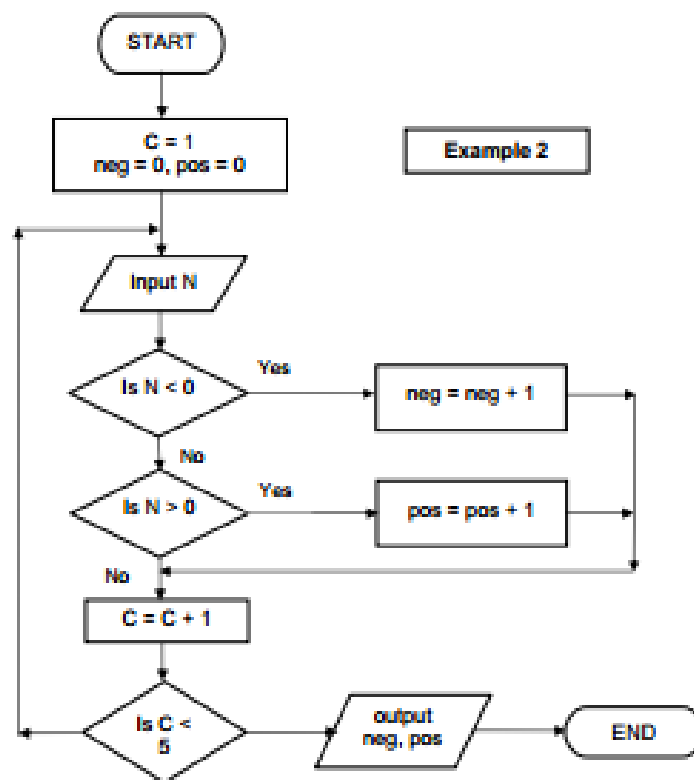 START
C = 1
neg = 0, pos = 0
Example 2
Input N
Is N < 0
Yes
neg = neg + 1
No
Is N > 0
Yes
pos = pos + 1
No
C = C + 1
Is C <
5
output
neg, pos
END